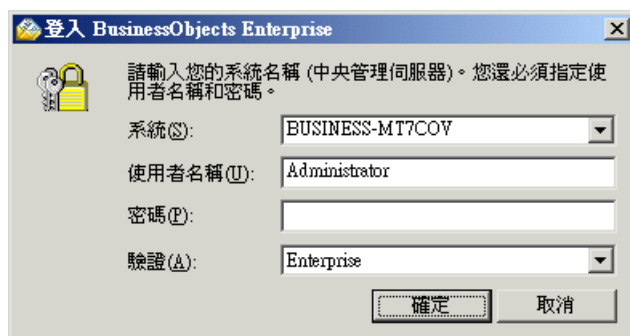 登入 BusinessObjects Enterprise
請輸入您的系統名稱 (中央管理伺服器)。您還必須指定使
用者名稱和密碼。
系統(S): BUSINESS-MT7COV
使用者名稱(U): Administrator
密碼(P):
驗證(A): Enterprise
確定 取消